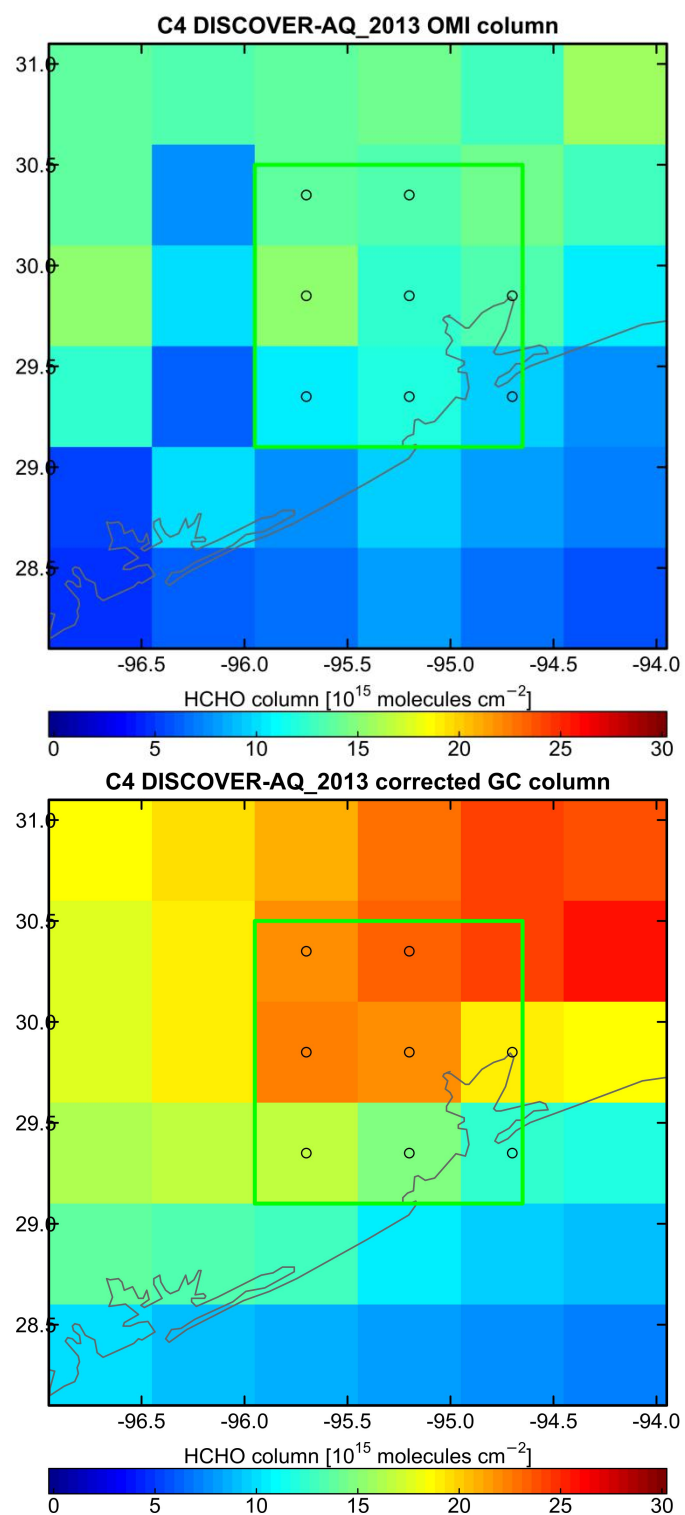 C4 DISCOVER-AQ_2013 OMI column
31.0
30.5
30.0
29.5
29.0
28.5
-96.5 -96.0 -95.5 -95.0 -94.5 -94.0
HCHO column [10¹⁵ molecules cm⁻²]
0 5 10 15 20 25 30
C4 DISCOVER-AQ_2013 corrected GC column
31.0
30.5
30.0
29.5
29.0
28.5
-96.5 -96.0 -95.5 -95.0 -94.5 -94.0
HCHO column [10¹⁵ molecules cm⁻²]
0 5 10 15 20 25 30